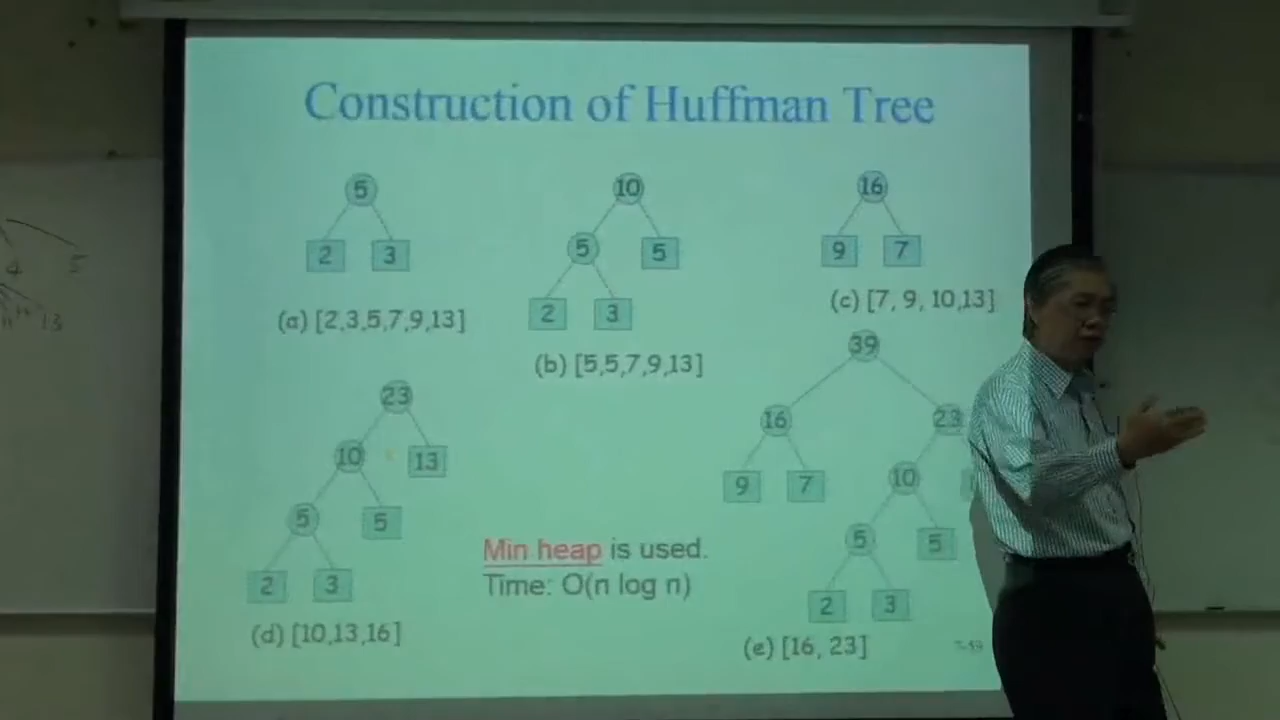 Construction of Huffman Tree
5
2 3
(a) [2,3,5,7,9,13]
10
5 5
2 3
(b) [5,5,7,9,13]
16
9 7
(c) [7, 9, 10,13]
23
10 13
5 5
2 3
(d) [10,13,16]
Min heap is used.
Time: O(n log n)
39
16 23
9 7 10
5 5
2 3
(e) [16, 23]
4
13